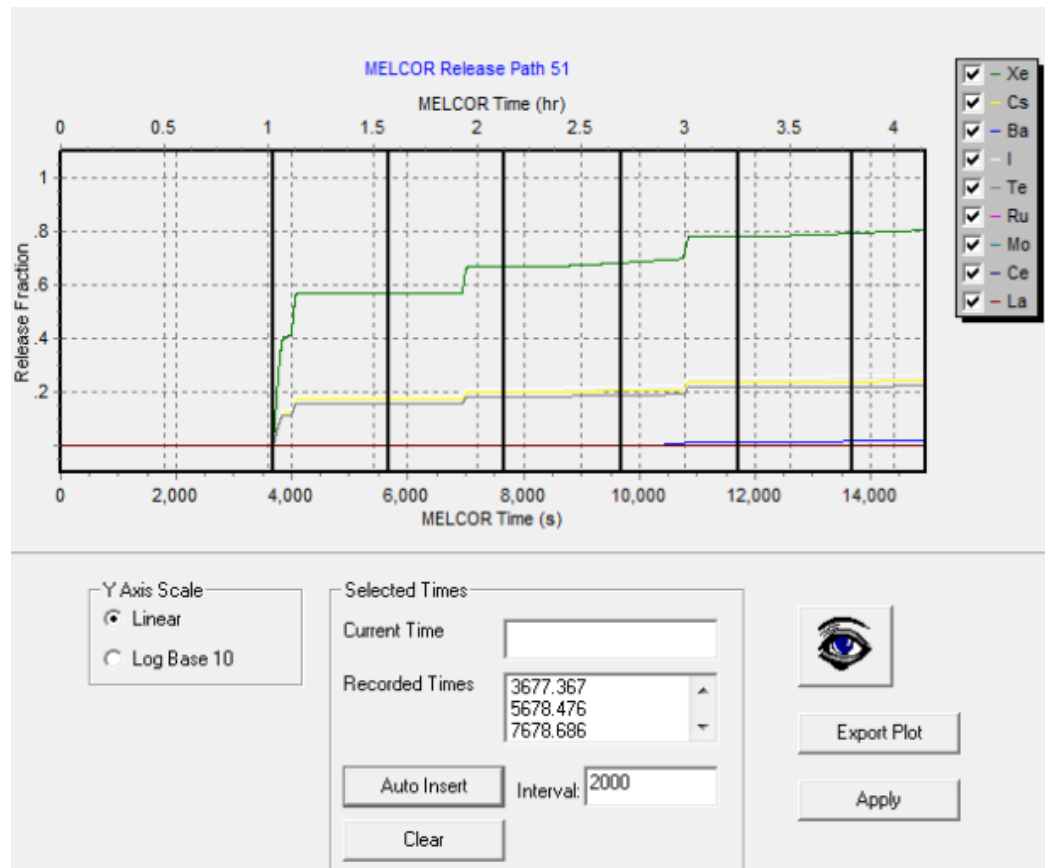 MELCOR Release Path 51
MELCOR Time (hr)
0 0.5 1 1.5 2 2.5 3 3.5 4
1
.8
.6
.4
.2
Release Fraction
0 2,000 4,000 6,000 8,000 10,000 12,000 14,000
MELCOR Time (s)
Xe
Cs
Ba
I
Te
Ru
Mo
Ce
La
Y Axis Scale
Linear
Log Base 10
Selected Times
Current Time
Recorded Times
3677.367
5678.476
7678.686
Auto Insert
Interval: 2000
Clear
Export Plot
Apply